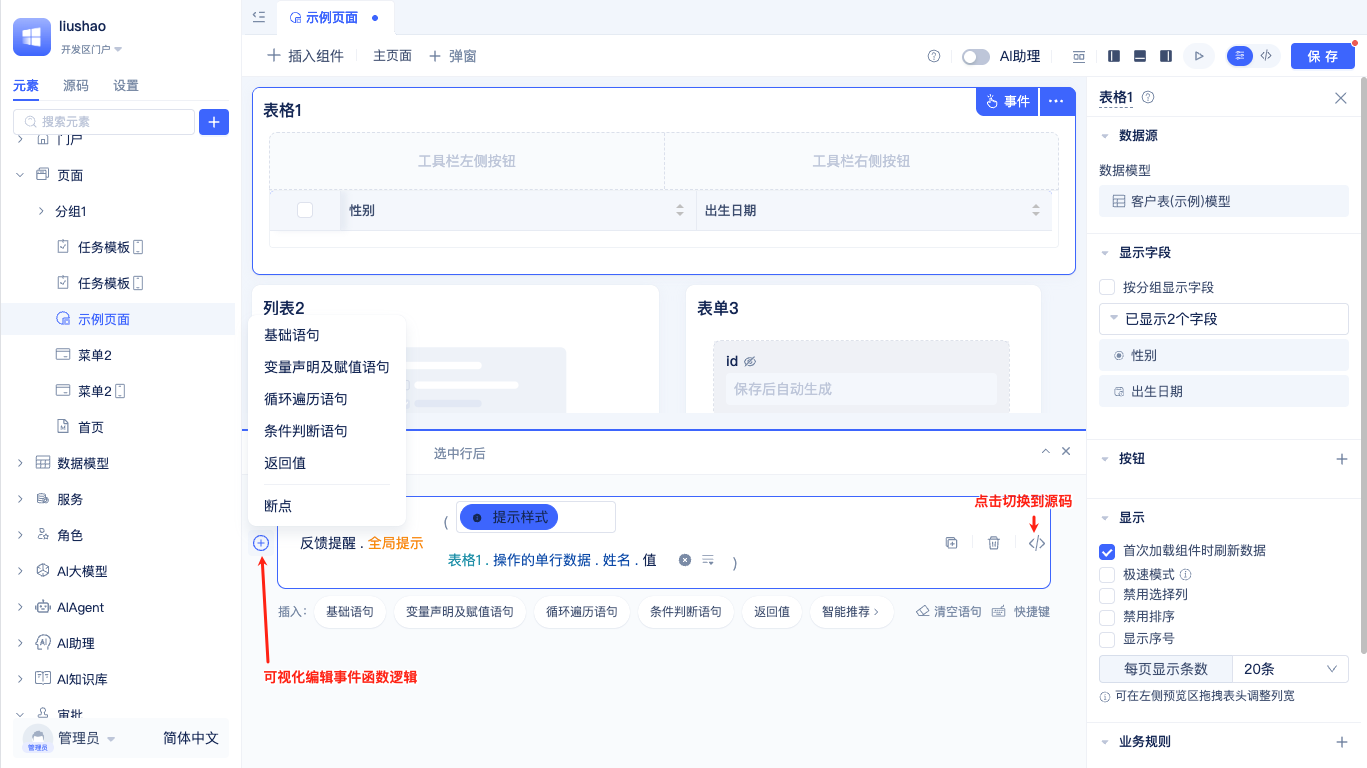 liushao
开发区门户
元素
源码
设置
搜索元素
门户
页面
分组1
任务模板
任务模板
示例页面
菜单2
菜单2
首页
数据模型
服务
角色
AI大模型
AIAgent
AI助理
AI知识库
审批
管理员
管理员
简体中文
示例页面
插入组件
主页面
弹窗
AI助理
保存
表格1
事件
工具栏左侧按钮
工具栏右侧按钮
性别
出生日期
列表2
表单3
id
保存后自动生成
基础语句
变量声明及赋值语句
循环遍历语句
条件判断语句
返回值
断点
选中行后
点击切换到源码
反馈提醒 . 全局提示
(
提示样式
表格1 . 操作的单行数据 . 姓名 . 值
)
插入:
基础语句
变量声明及赋值语句
循环遍历语句
条件判断语句
返回值
智能推荐
清空语句
快捷键
可视化编辑事件函数逻辑
表格1
数据源
数据模型
客户表(示例)模型
显示字段
按分组显示字段
已显示2个字段
性别
出生日期
按钮
显示
首次加载组件时刷新数据
极速模式
禁用选择列
禁用排序
显示序号
每页显示条数
20条
可在左侧预览区拖拽表头调整列宽
业务规则